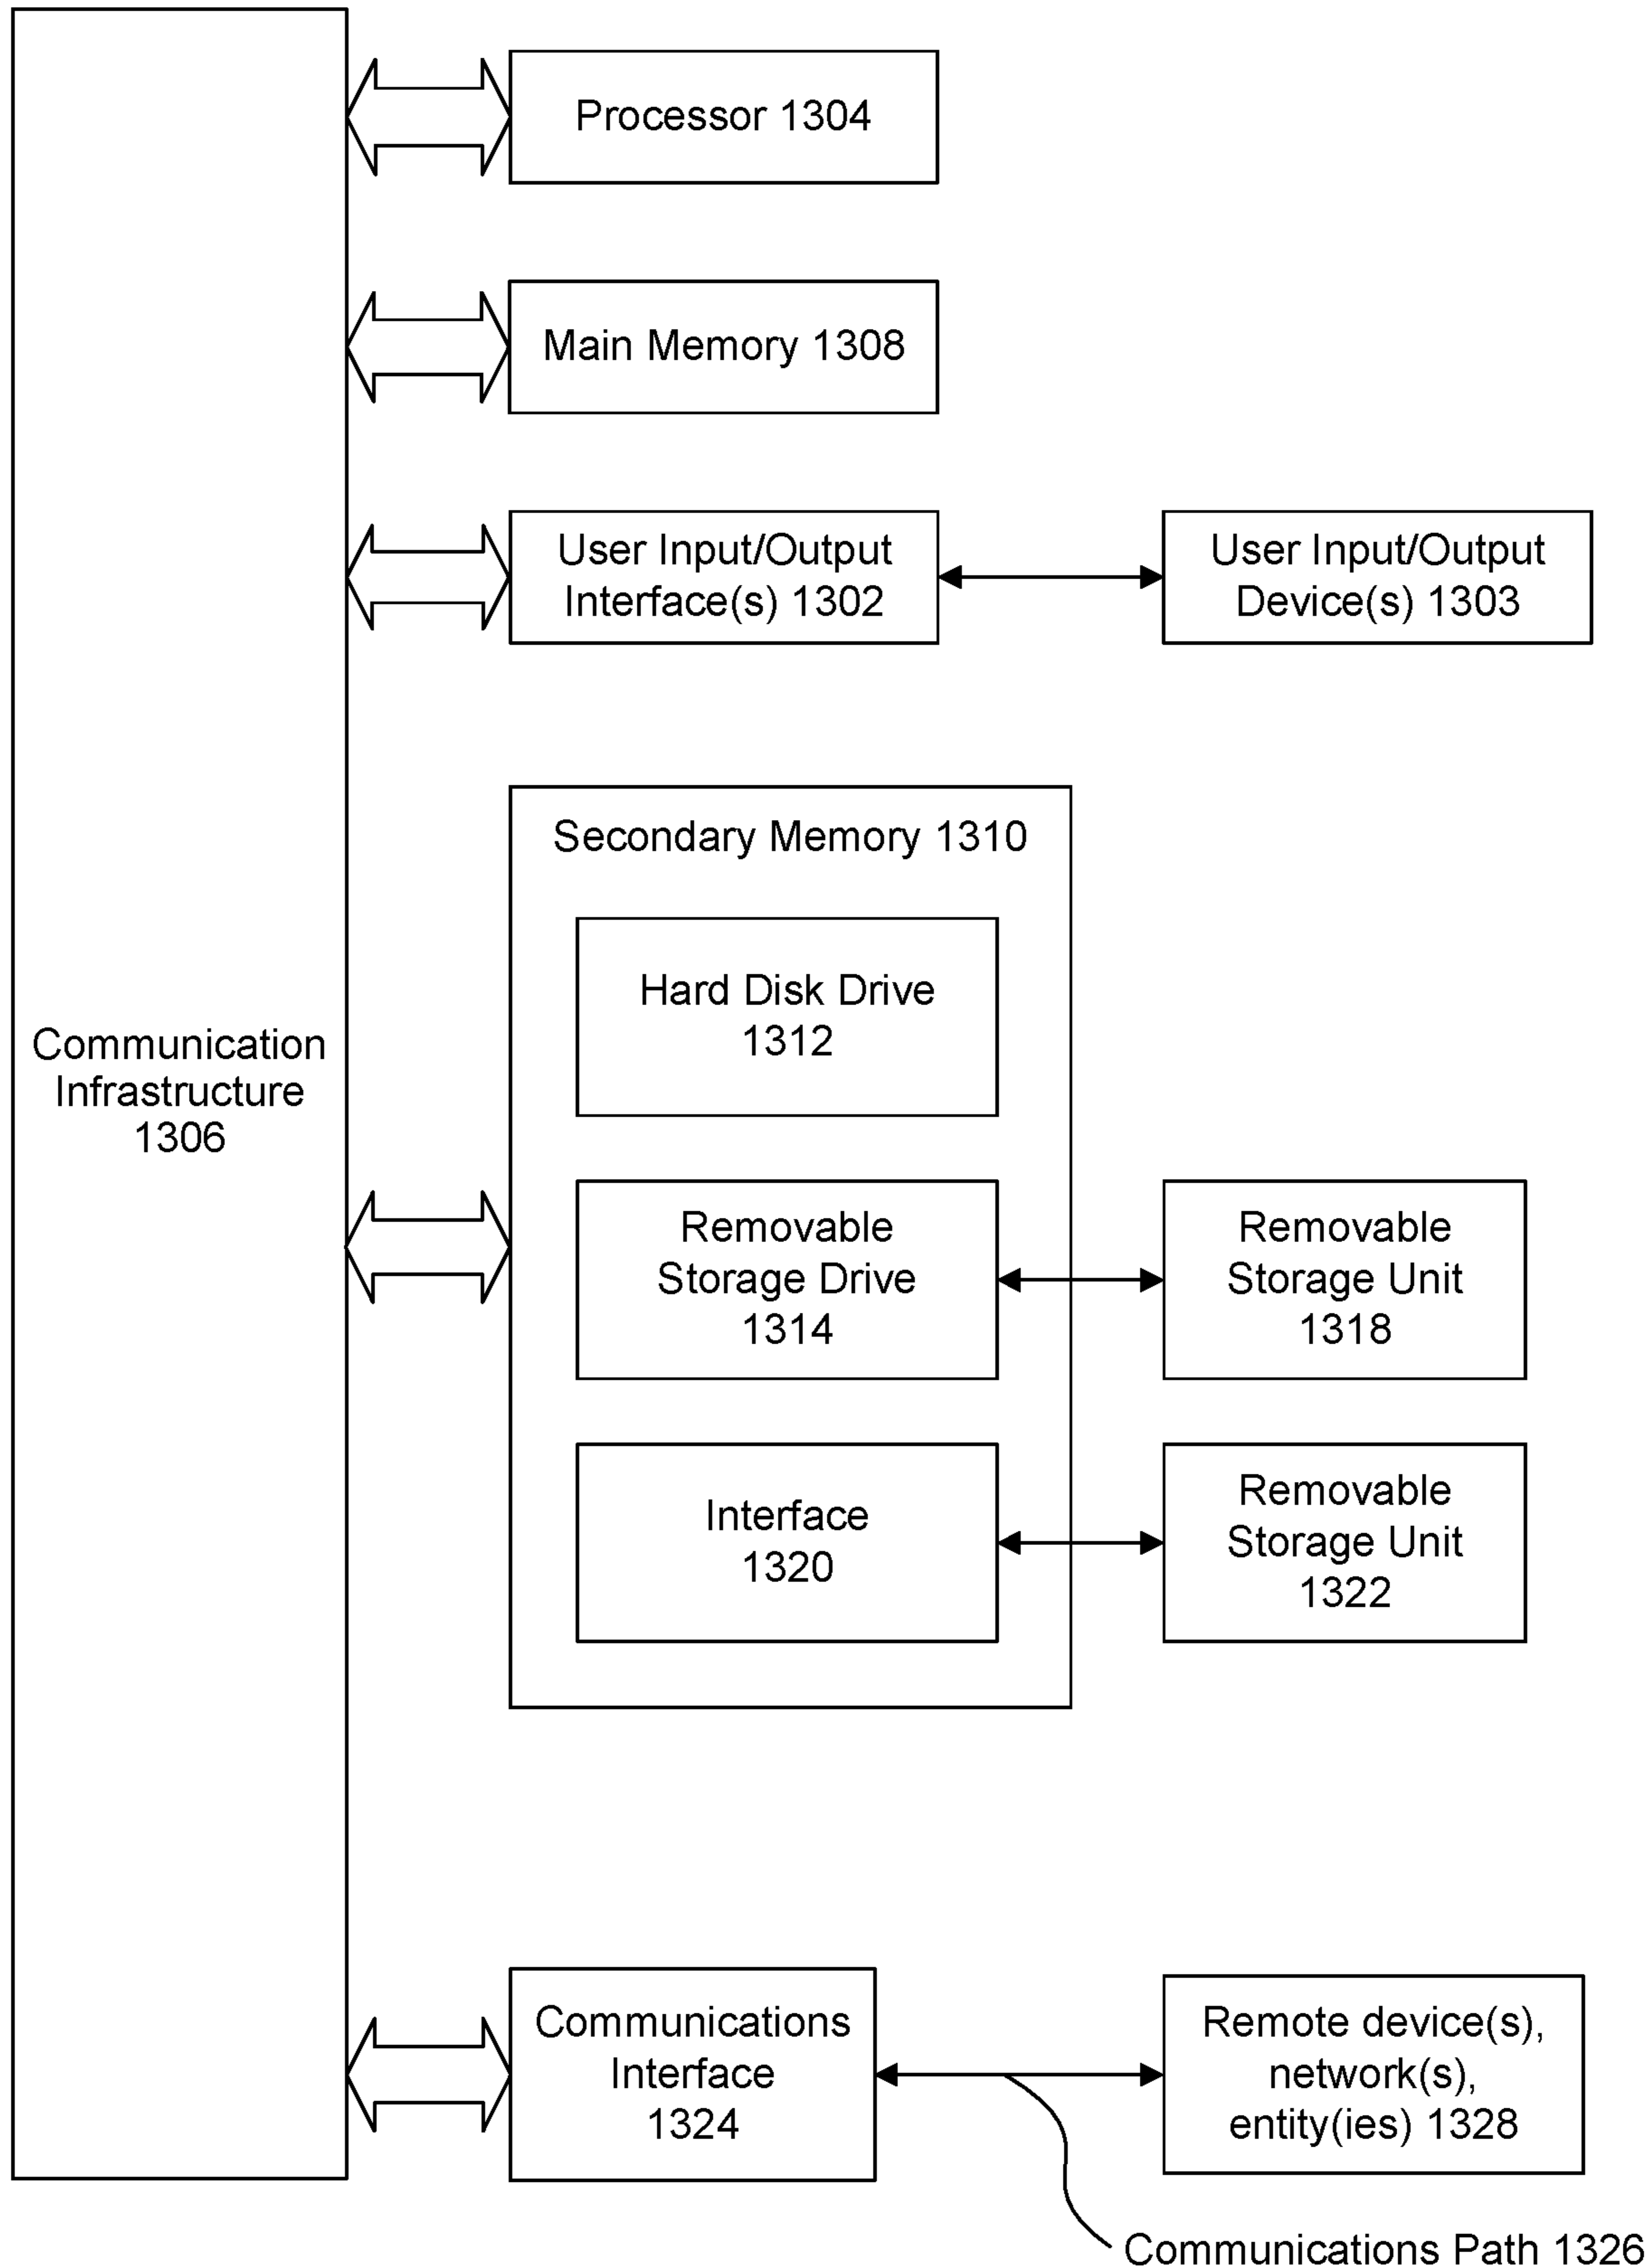 Processor 1304
Main Memory 1308
User Input/Output
Interface(s) 1302
User Input/Output
Device(s) 1303
Secondary Memory 1310
Hard Disk Drive
1312
Communication
Infrastructure
1306
Removable
Storage Drive
1314
Removable
Storage Unit
1318
Interface
1320
Removable
Storage Unit
1322
Communications
Interface
1324
Remote device(s),
network(s),
entity(ies) 1328
Communications Path 1326